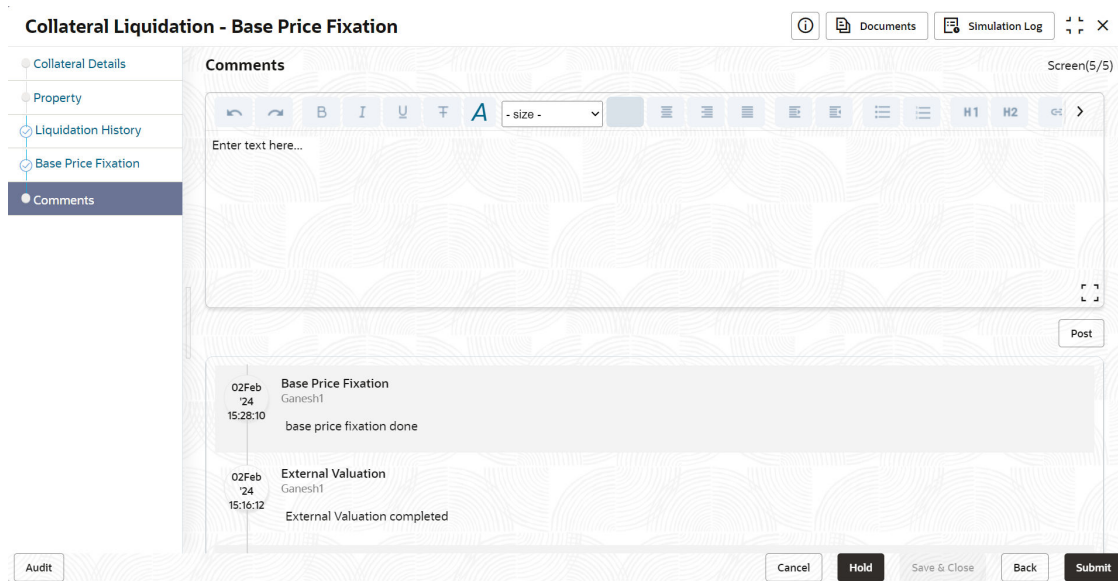 Collateral Liquidation - Base Price Fixation
Documents
Simulation Log
Collateral Details
Property
Liquidation History
Base Price Fixation
Comments
Comments
Screen(5/5)
B I U T A - size - H1 H2
Enter text here...
Post
02Feb
'24
15:28:10
Base Price Fixation
Ganesh1
base price fixation done
02Feb
'24
15:16:12
External Valuation
Ganesh1
External Valuation completed
Audit
Cancel
Hold
Save & Close
Back
Submit